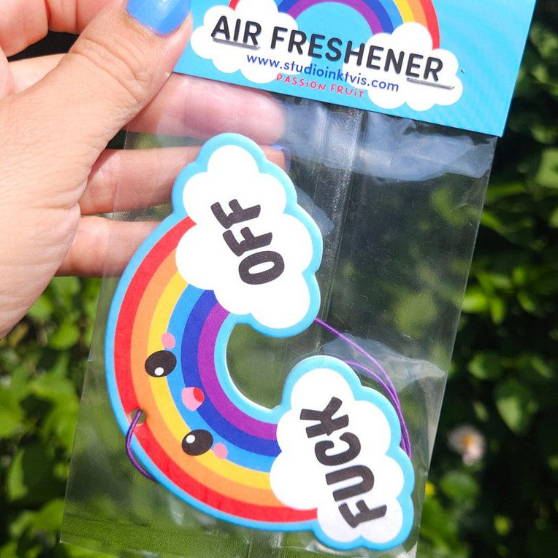 AIR FRESHENER
www.studioinktvis.com
PASSION FRUIT
OFF
FUCK